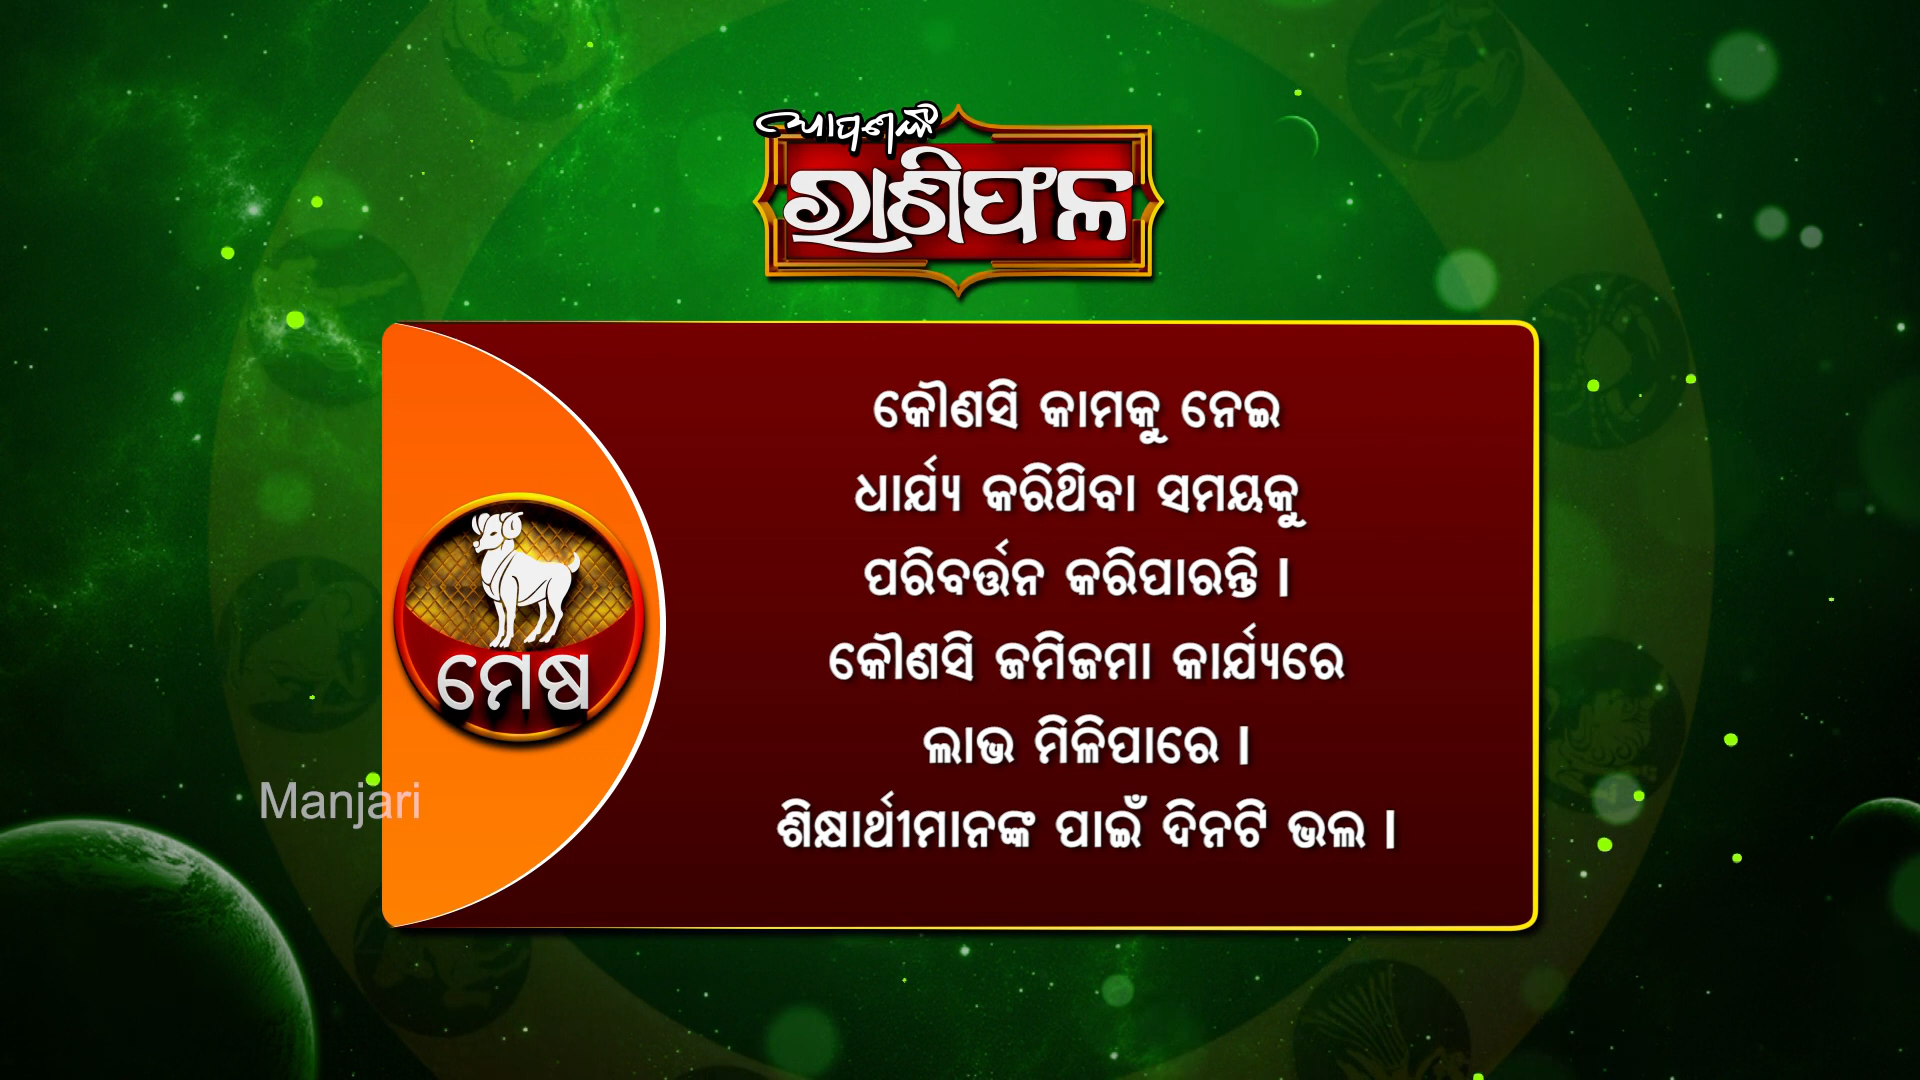 ଆପଣଙ୍କ
ରାଶିଫଳ
କୌଣସି କାମକୁ ନେଇ
ଧାର୍ଯ୍ୟ କରିଥିବା ସମୟକୁ
ପରିବର୍ତ୍ତନ କରିପାରନ୍ତି ।
କୌଣସି ଜମିଜମା କାର୍ଯ୍ୟରେ
ଲାଭ ମିଳିପାରେ ।
ଶିକ୍ଷାର୍ଥୀମାନଙ୍କ ପାଇଁ ଦିନଟି ଭଲ ।
ମେଷ
Manjari